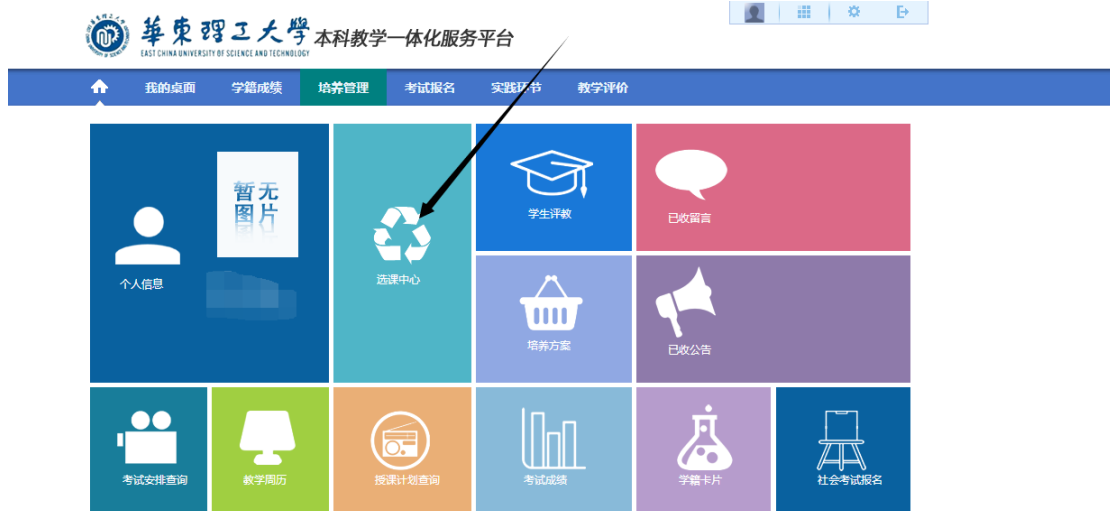 華東理工大學
EAST CHINA UNIVERSITY OF SCIENCE AND TECHNOLOGY
本科教学一体化服务平台
我的桌面 学籍成绩 培养管理 考试报名 实践环节 教学评价
暂无
图片
个人信息
选课中心
学生评教
已收留言
培养方案
已收公告
考试安排查询
教学周历
授课计划查询
考试成绩
学籍卡片
社会考试报名